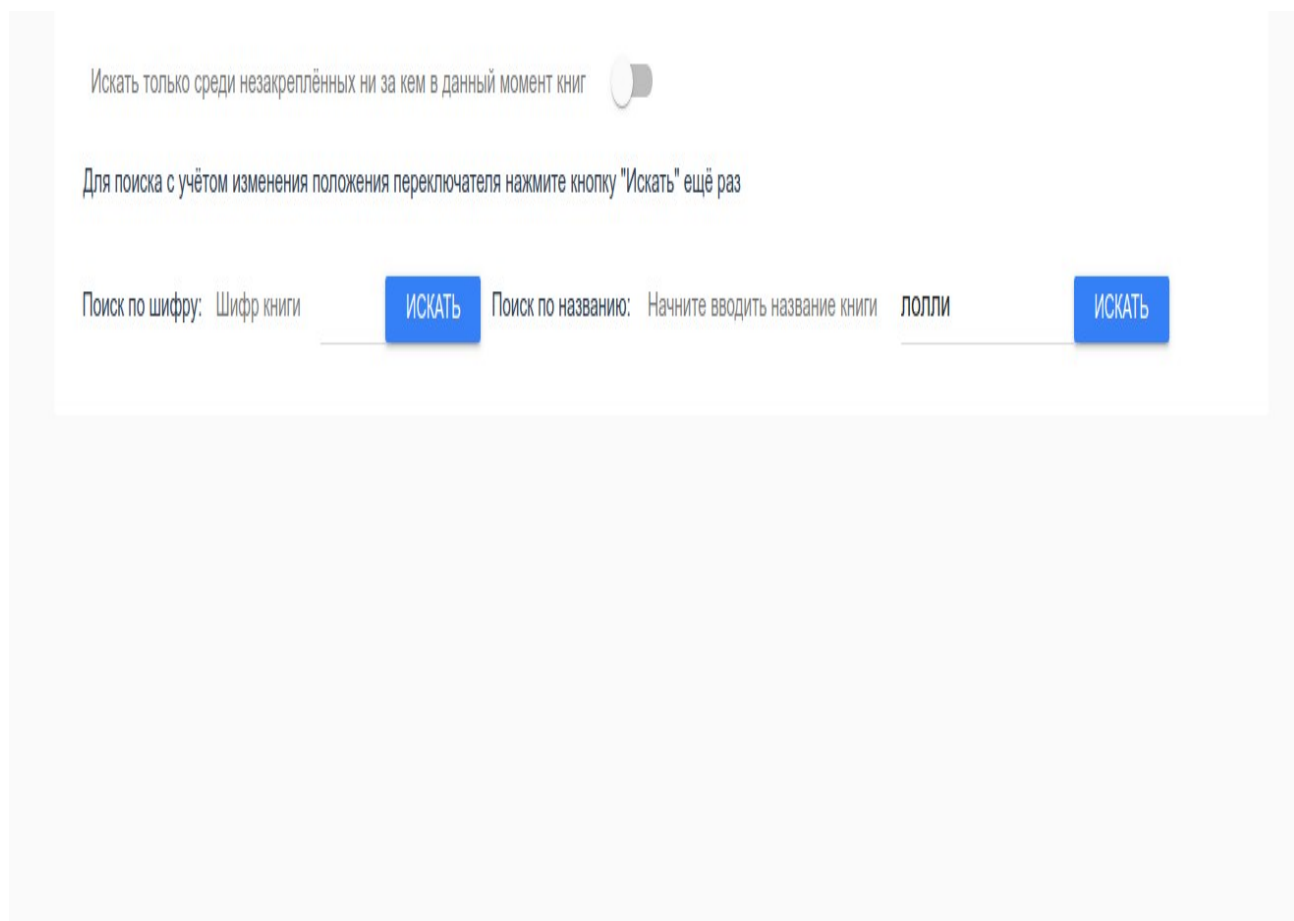 Искать только среди незакреплённых ни за кем в данный момент книг
Для поиска с учётом изменения положения переключателя нажмите кнопку "Искать" ещё раз
Поиск по шифру: Шифр книги ИСКАТЬ Поиск по названию: Начните вводить название книги ЛОЛЛИ ИСКАТЬ